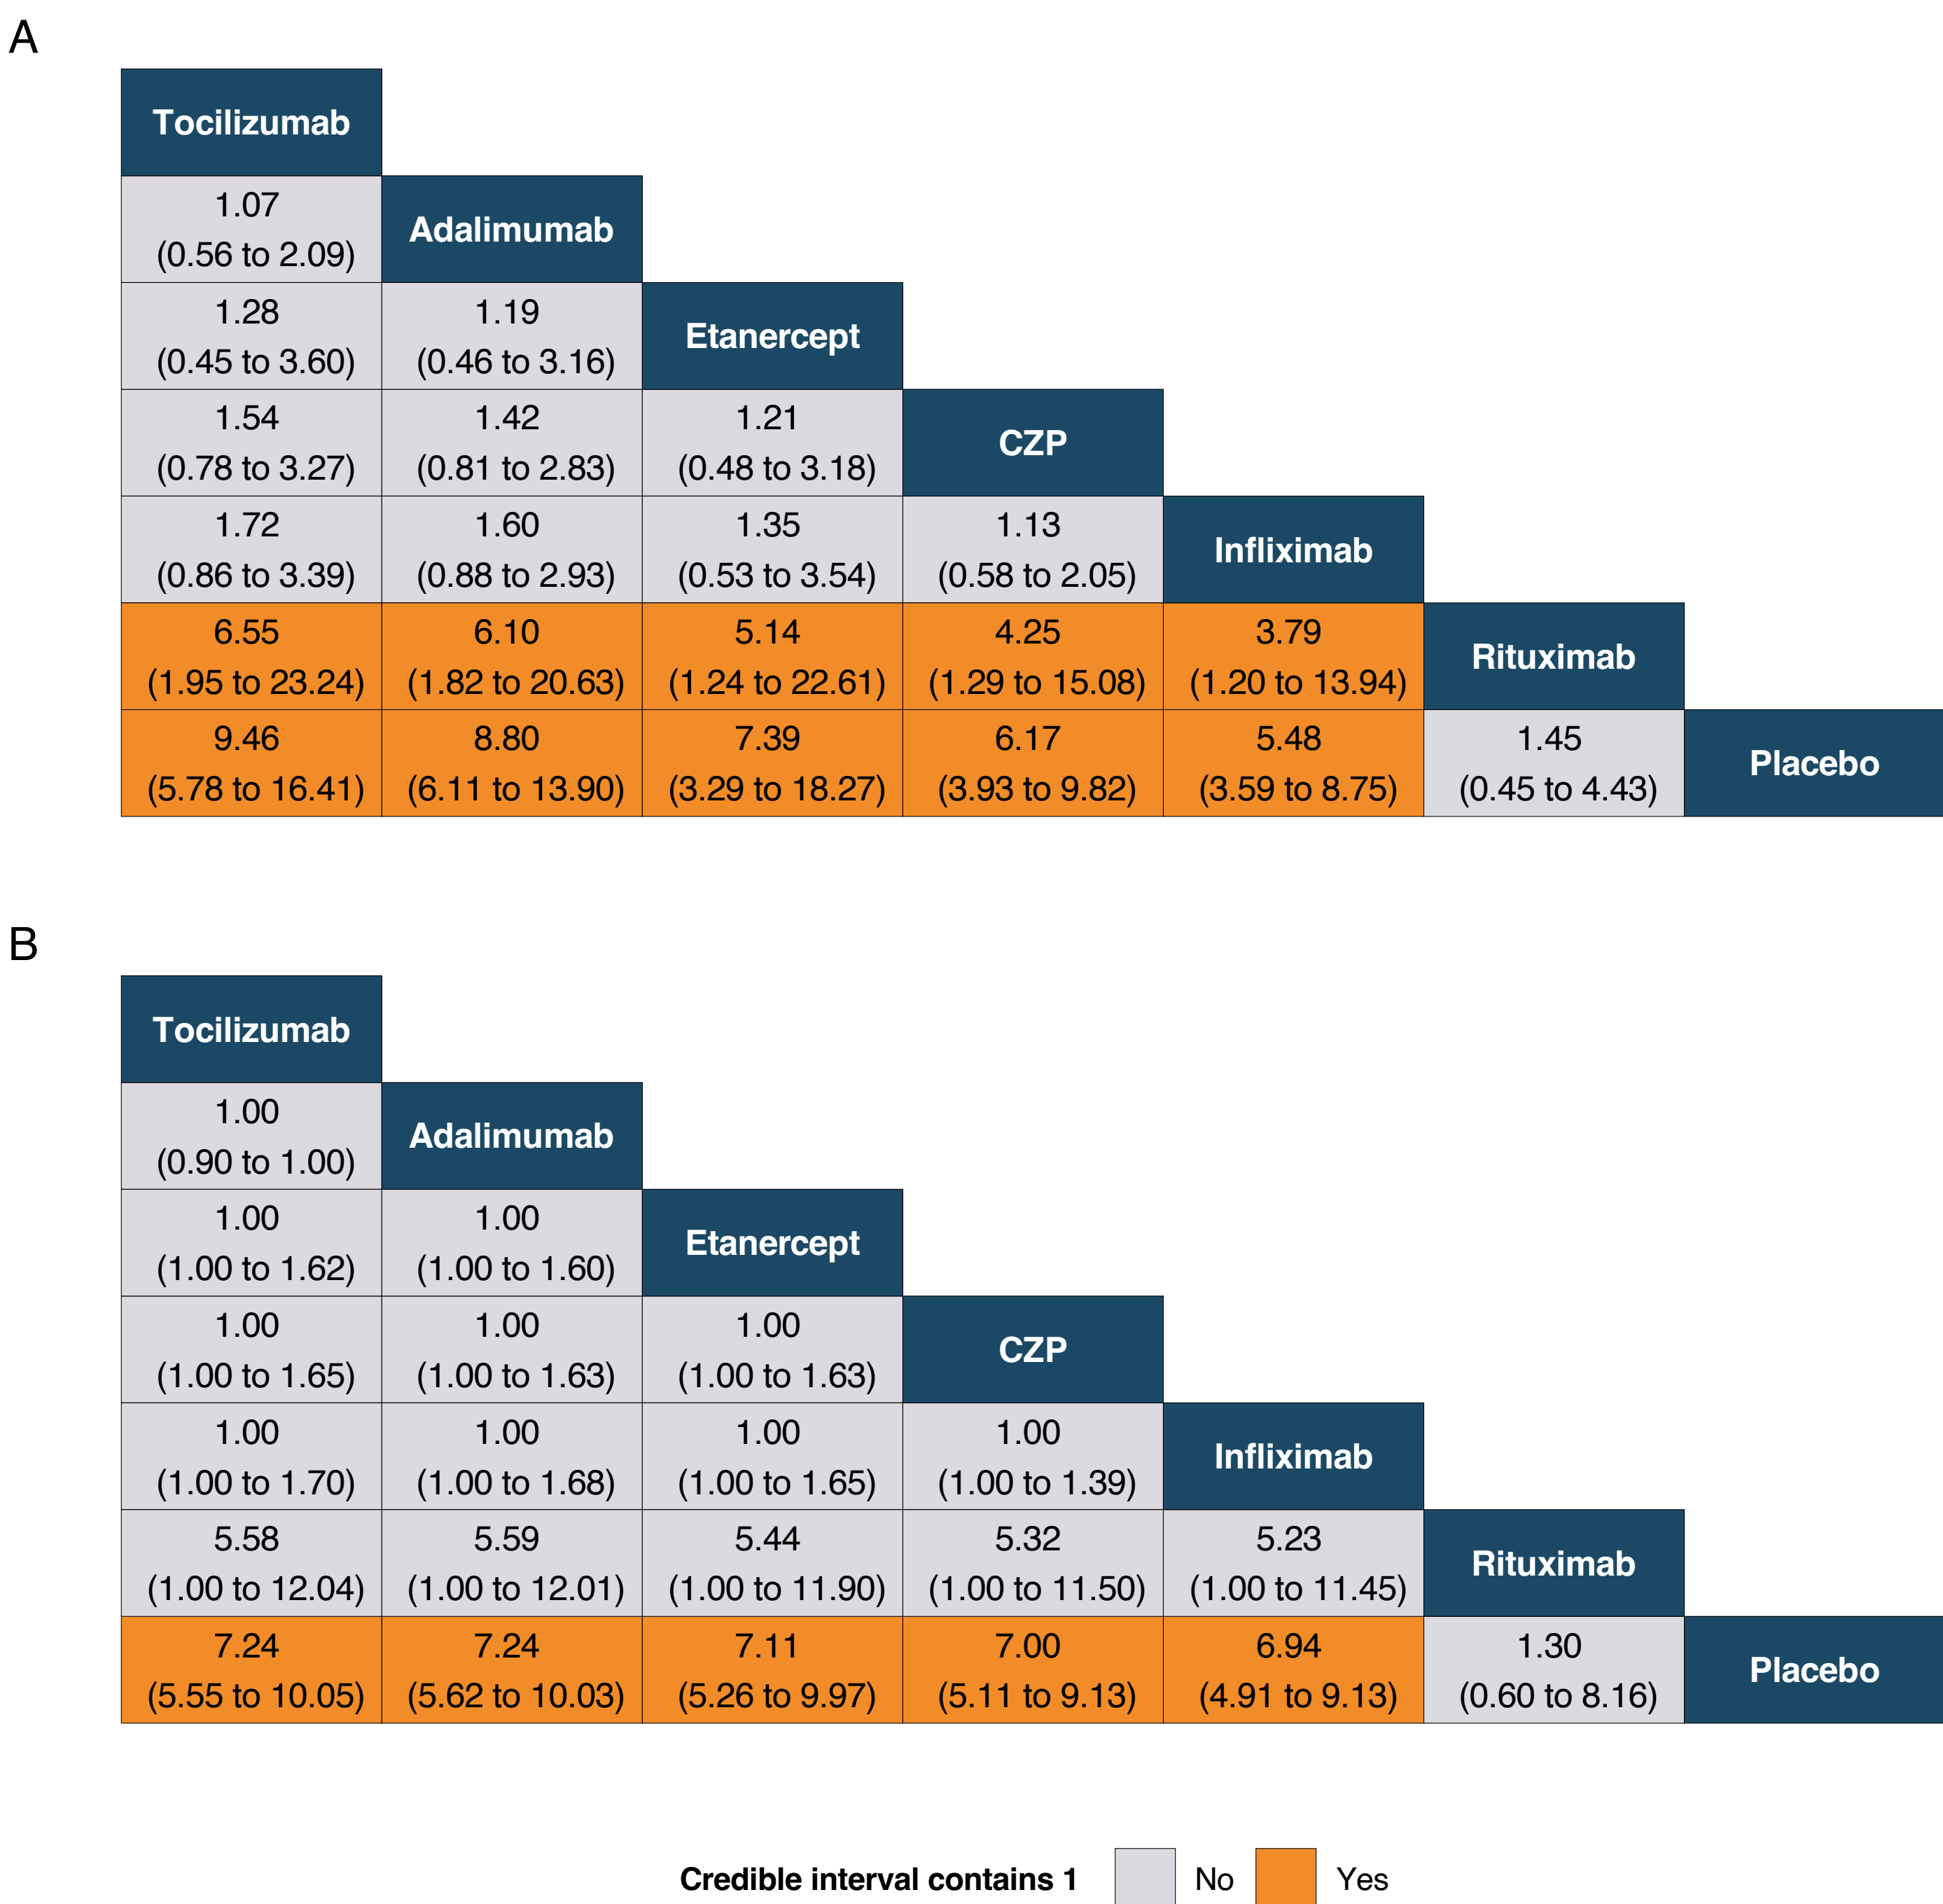 A
Tocilizumab
1.07
(0.56 to 2.09)
Adalimumab
1.28
(0.45 to 3.60)
1.19
(0.46 to 3.16)
Etanercept
1.54
(0.78 to 3.27)
1.42
(0.81 to 2.83)
1.21
(0.48 to 3.18)
CZP
1.72
(0.86 to 3.39)
1.60
(0.88 to 2.93)
1.35
(0.53 to 3.54)
1.13
(0.58 to 2.05)
Infliximab
6.55
(1.95 to 23.24)
6.10
(1.82 to 20.63)
5.14
(1.24 to 22.61)
4.25
(1.29 to 15.08)
3.79
(1.20 to 13.94)
Rituximab
9.46
(5.78 to 16.41)
8.80
(6.11 to 13.90)
7.39
(3.29 to 18.27)
6.17
(3.93 to 9.82)
5.48
(3.59 to 8.75)
1.45
(0.45 to 4.43)
Placebo
B
Tocilizumab
1.00
(0.90 to 1.00)
Adalimumab
1.00
(1.00 to 1.62)
1.00
(1.00 to 1.60)
Etanercept
1.00
(1.00 to 1.65)
1.00
(1.00 to 1.63)
1.00
(1.00 to 1.63)
CZP
1.00
(1.00 to 1.70)
1.00
(1.00 to 1.68)
1.00
(1.00 to 1.65)
1.00
(1.00 to 1.39)
Infliximab
5.58
(1.00 to 12.04)
5.59
(1.00 to 12.01)
5.44
(1.00 to 11.90)
5.32
(1.00 to 11.50)
5.23
(1.00 to 11.45)
Rituximab
7.24
(5.55 to 10.05)
7.24
(5.62 to 10.03)
7.11
(5.26 to 9.97)
7.00
(5.11 to 9.13)
6.94
(4.91 to 9.13)
1.30
(0.60 to 8.16)
Placebo
Credible interval contains 1 No Yes